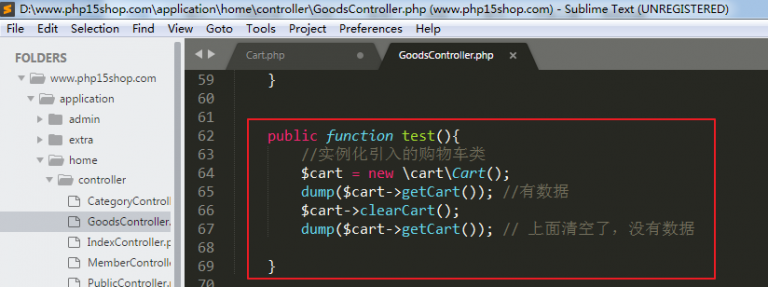 D:\www.php15shop.com\application\home\controller\GoodsController.php (www.php15shop.com) - Sublime Text (UNREGISTERED)
File Edit Selection Find View Goto Tools Project Preferences Help
FOLDERS
www.php15shop.com
application
admin
extra
home
controller
CategoryControll
GoodsController.
IndexController.p
MemberControlle
PublicController.
Cart.php
GoodsController.php
59 }
60
61
62 public function test(){
63 //实例化引入的购物车类
64 $cart = new \cart\Cart();
65 dump($cart->getCart()); //有数据
66 $cart->clearCart();
67 dump($cart->getCart()); // 上面清空了，没有数据
68
69 }
70